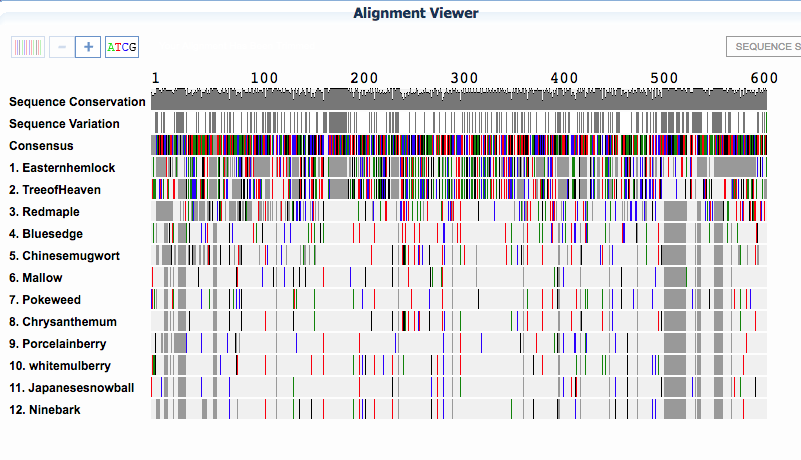 Alignment Viewer
− + ATCG SEQUENCE S
1 100 200 300 400 500 600
Sequence Conservation
Sequence Variation
Consensus
1. Easternhemlock
2. TreeofHeaven
3. Redmaple
4. Bluesedge
5. Chinesemugwort
6. Mallow
7. Pokeweed
8. Chrysanthemum
9. Porcelainberry
10. whitemulberry
11. Japanesesnowball
12. Ninebark